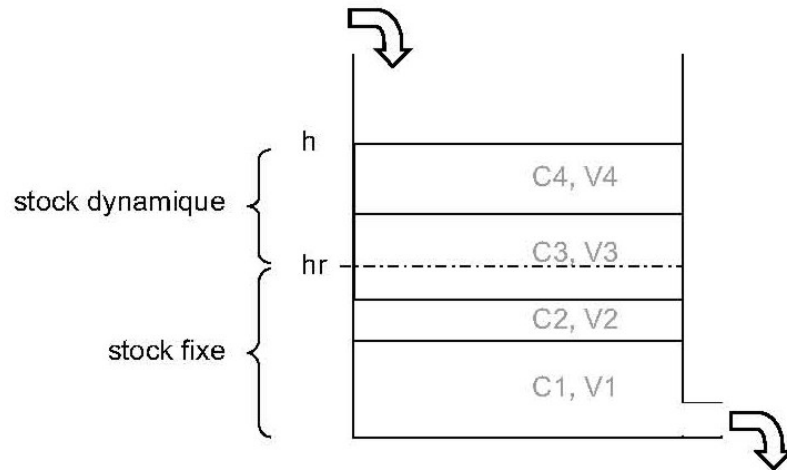 h
C4, V4
stock dynamique
C3, V3
hr
C2, V2
stock fixe
C1, V1